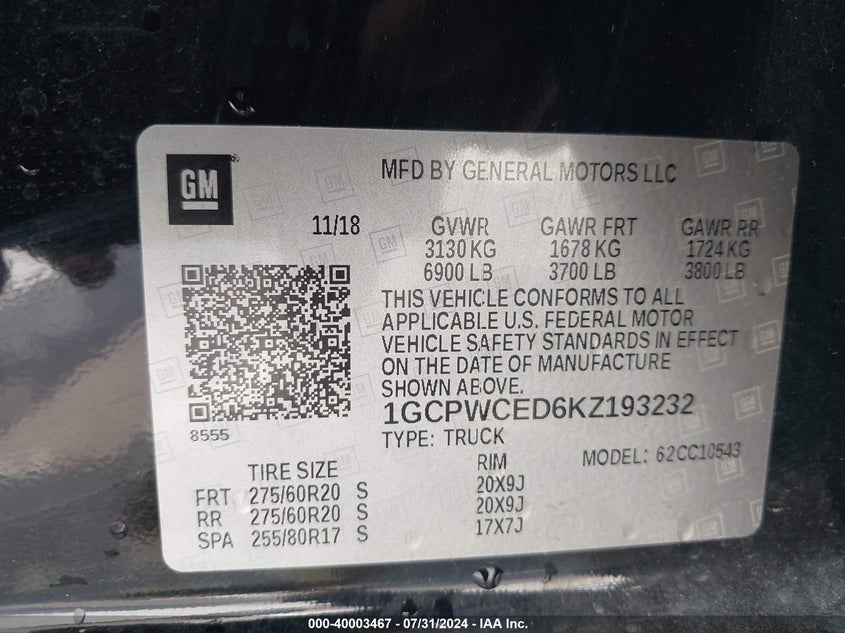 GM
MFD BY GENERAL MOTORS LLC
11/18 GVWR GAWR FRT GAWR RR
3130 KG 1678 KG 1724 KG
6900 LB 3700 LB 3800 LB
THIS VEHICLE CONFORMS TO ALL
APPLICABLE U.S. FEDERAL MOTOR
VEHICLE SAFETY STANDARDS IN EFFECT
ON THE DATE OF MANUFACTURE
SHOWN ABOVE.
8555
1GCPWCED6KZ193232
TYPE: TRUCK MODEL: 62CC10543
TIRE SIZE RIM
FRT 275/60R20 S 20X9J
RR 275/60R20 S 20X9J
SPA 255/80R17 S 17X7J
000-40003467 - 07/31/2024 - IAA Inc.